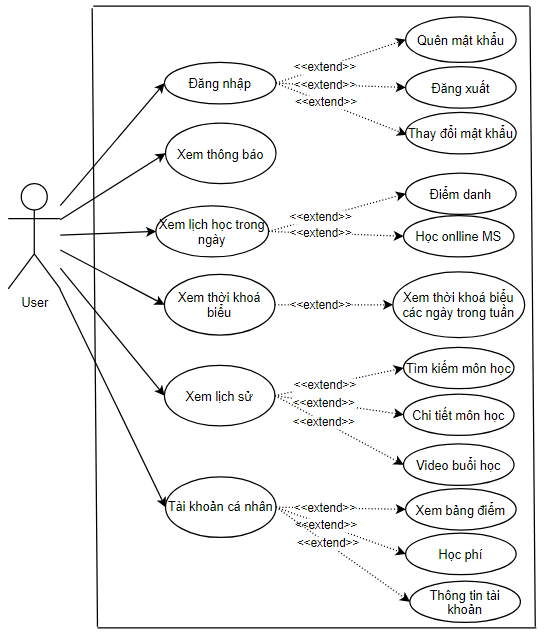 Quên mật khẩu
<<extend>>
Đăng nhập
<<extend>>
Đăng xuất
<<extend>>
Thay đổi mật khẩu
Xem thông báo
Điểm danh
Xem lịch học trong
ngày
<<extend>>
<<extend>>
Học onlline MS
User
Xem thời khoá
biểu
<<extend>>
Xem thời khoá biểu
các ngày trong tuần
Tìm kiếm môn học
<<extend>>
Xem lịch sử
<<extend>>
Chi tiết môn học
<<extend>>
Video buổi học
Tài khoản cá nhân
<<extend>>
Xem bảng điểm
<<extend>>
<<extend>>
Học phí
Thông tin tài
khoản